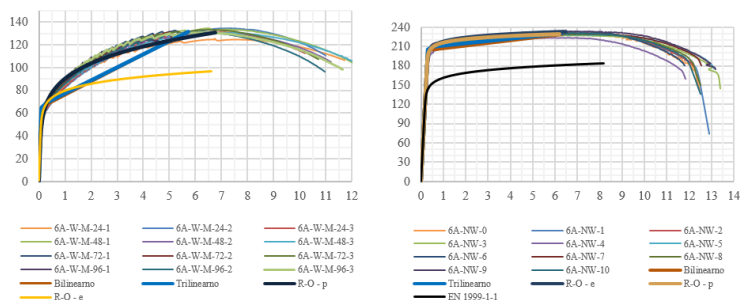 140
120
100
80
60
40
20
0
0 1 2 3 4 5 6 7 8 9 10 11 12
6A-W-M-24-1 6A-W-M-24-2 6A-W-M-24-3
6A-W-M-48-1 6A-W-M-48-2 6A-W-M-48-3
6A-W-M-72-1 6A-W-M-72-2 6A-W-M-72-3
6A-W-M-96-1 6A-W-M-96-2 6A-W-M-96-3
Bilinearno Trilinearno R-O - p
R-O - e
240
210
180
150
120
90
60
30
0
0 1 2 3 4 5 6 7 8 9 10 11 12 13 14
6A-NW-0 6A-NW-1 6A-NW-2
6A-NW-3 6A-NW-4 6A-NW-5
6A-NW-6 6A-NW-7 6A-NW-8
6A-NW-9 6A-NW-10 Bilinearno
Trilinearno R-O - e R-O - p
EN 1999-1-1